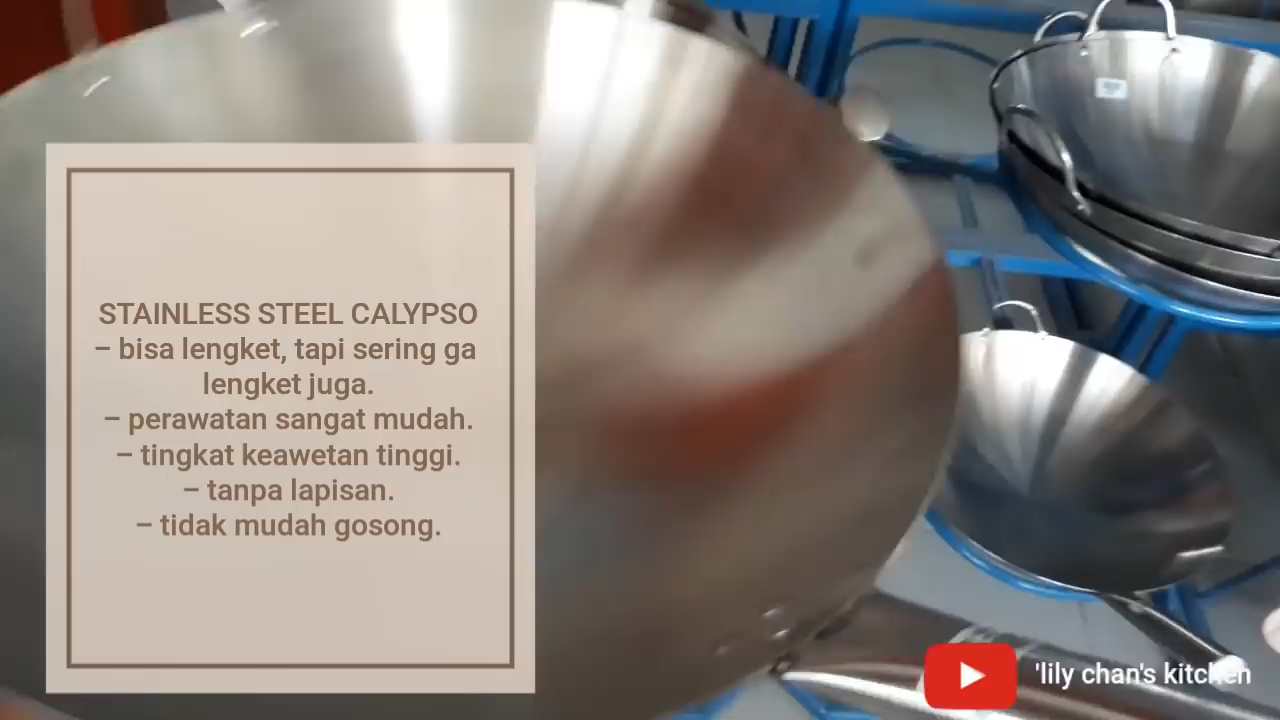 STAINLESS STEEL CALYPSO
– bisa lengket, tapi sering ga
lengket juga.
– perawatan sangat mudah.
– tingkat keawetan tinggi.
– tanpa lapisan.
– tidak mudah gosong.
'lily chan's kitchen